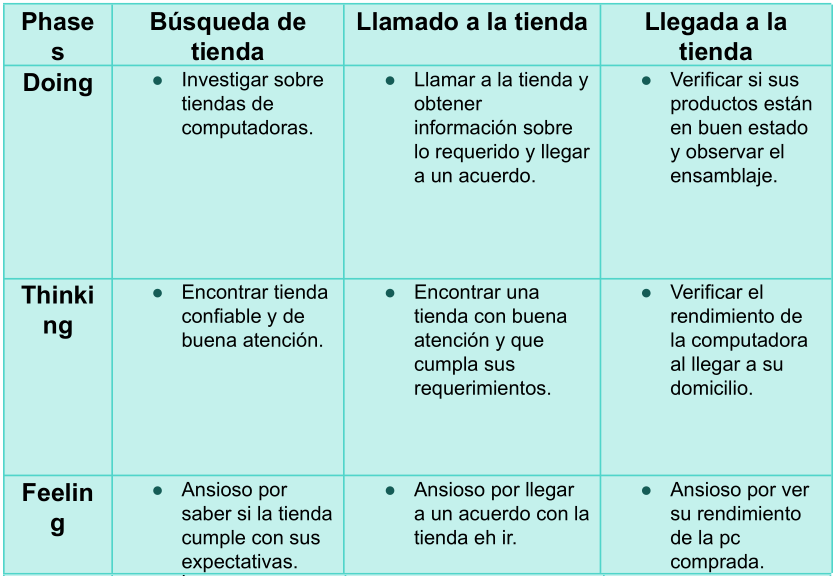 Phase
s
Búsqueda de
tienda
Llamado a la tienda
Llegada a la
tienda
Doing
● Investigar sobre
tiendas de
computadoras.
● Llamar a la tienda y
obtener
información sobre
lo requerido y llegar
a un acuerdo.
● Verificar si sus
productos están
en buen estado
y observar el
ensamblaje.
Thinki
ng
● Encontrar tienda
confiable y de
buena atención.
● Encontrar una
tienda con buena
atención y que
cumpla sus
requerimientos.
● Verificar el
rendimiento de
la computadora
al llegar a su
domicilio.
Feelin
g
● Ansioso por
saber si la tienda
cumple con sus
expectativas.
● Ansioso por llegar
a un acuerdo con la
tienda eh ir.
● Ansioso por ver
su rendimiento
de la pc
comprada.